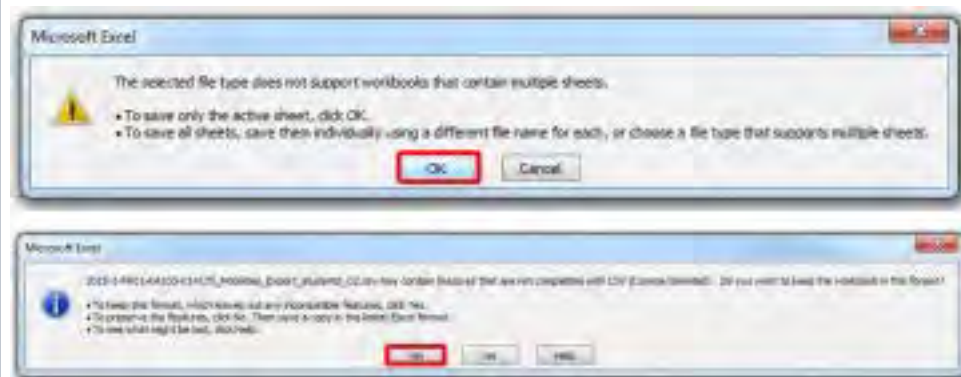 Microsoft Excel
The selected file type does not support workbooks that contain multiple sheets.
• To save only the active sheet, click OK.
• To save all sheets, save them individually using a different file name for each, or choose a file type that supports multiple sheets.
OK Cancel
Microsoft Excel
may contain features that are not compatible with CSV (Comma delimited). Do you want to keep the workbook in this format?
• To keep this format, which leaves out any incompatible features, click Yes.
• To preserve the features, click No. Then save a copy in the latest Excel format.
• To see what might be lost, click Help.
Yes No Help